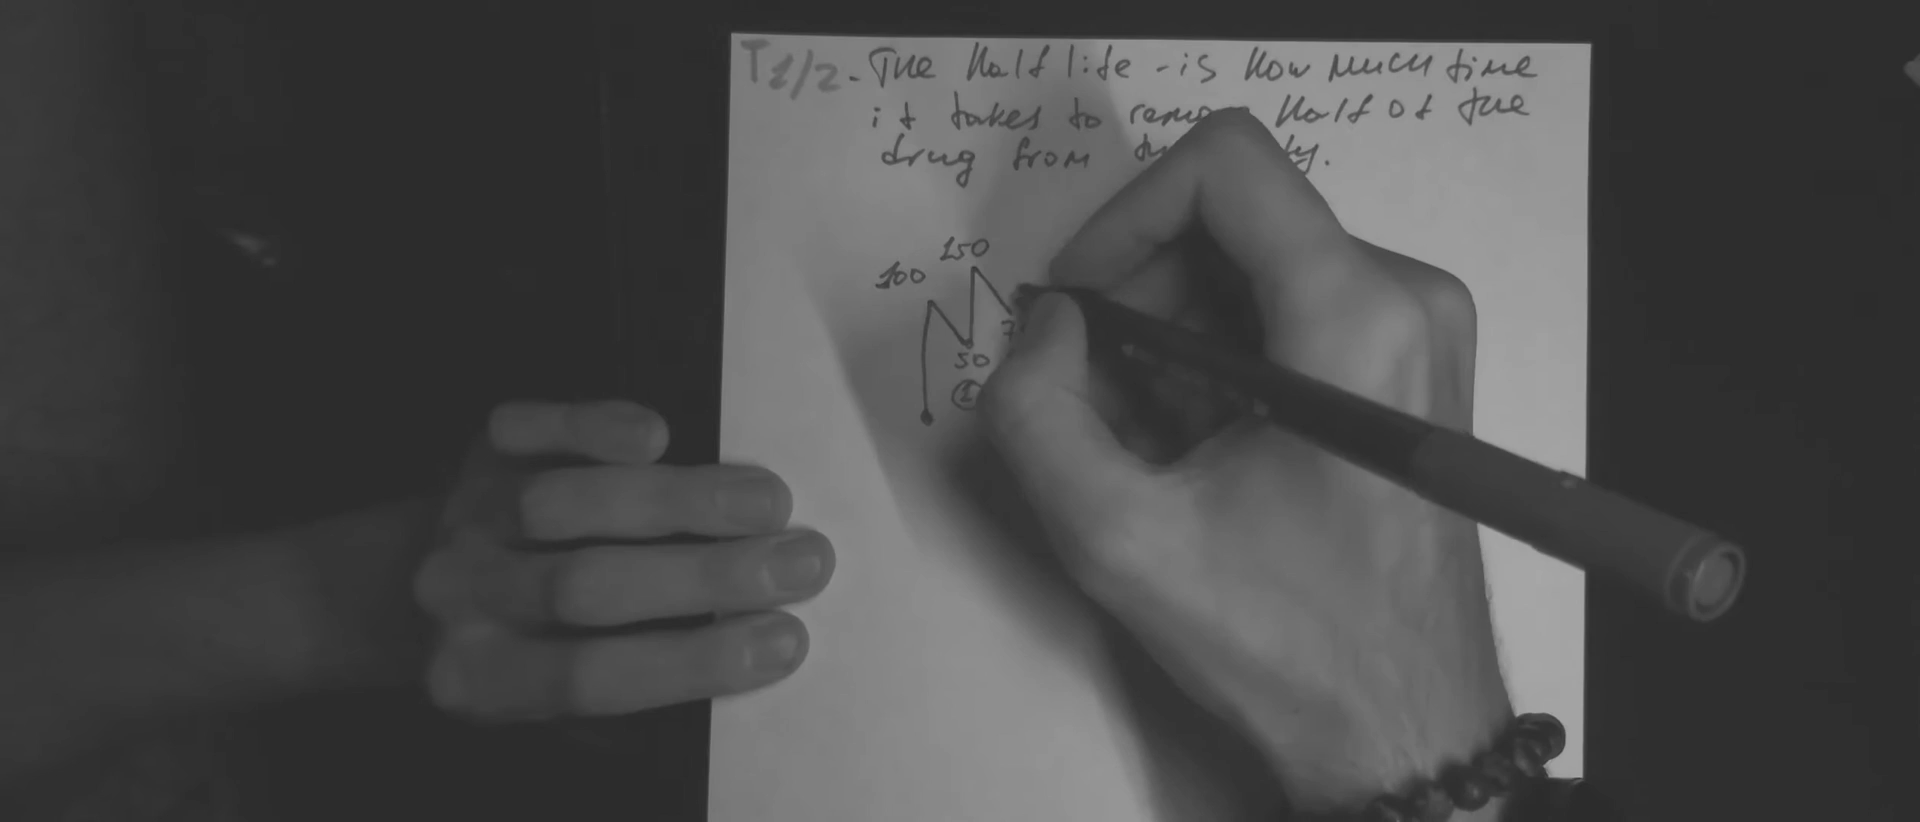 T1/2. The half life - is how much time
it takes to half of the
drug from
150
100
50
1